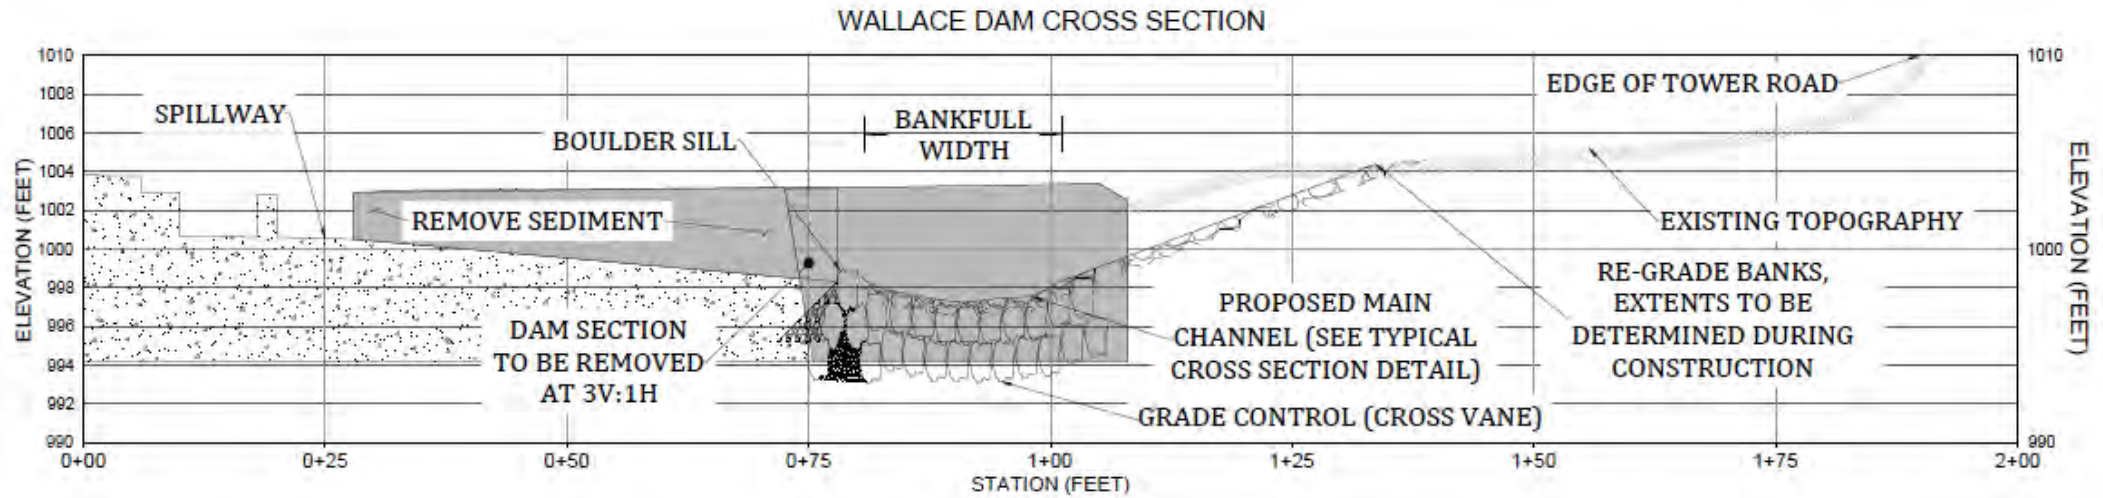 WALLACE DAM CROSS SECTION
1010
1008
1006
1004
1002
1000
998
996
994
992
990
ELEVATION (FEET)
SPILLWAY
BOULDER SILL
BANKFULL
WIDTH
EDGE OF TOWER ROAD
REMOVE SEDIMENT
EXISTING TOPOGRAPHY
DAM SECTION
TO BE REMOVED
AT 3V:1H
PROPOSED MAIN
CHANNEL (SEE TYPICAL
CROSS SECTION DETAIL)
RE-GRADE BANKS,
EXTENTS TO BE
DETERMINED DURING
CONSTRUCTION
GRADE CONTROL (CROSS VANE)
1010
1000
990
ELEVATION (FEET)
0+00
0+25
0+50
0+75
1+00
1+25
1+50
1+75
2+00
STATION (FEET)